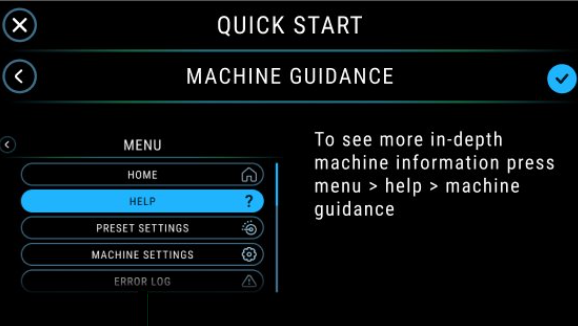 QUICK START
MACHINE GUIDANCE
MENU
HOME
HELP ?
PRESET SETTINGS
MACHINE SETTINGS
ERROR LOG
To see more in-depth
machine information press
menu > help > machine
guidance